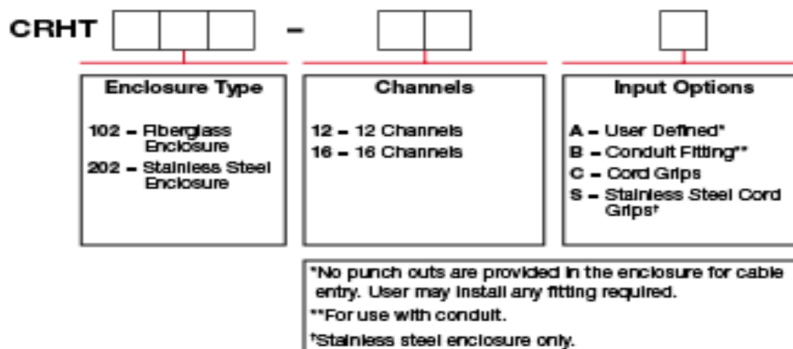 CRHT -
Enclosure Type
102 – Fiberglass
Enclosure
202 – Stainless Steel
Enclosure
Channels
12 – 12 Channels
16 – 16 Channels
Input Options
A – User Defined*
B – Conduit Fitting**
C – Cord Grips
S – Stainless Steel Cord
Grips†
*No punch outs are provided in the enclosure for cable
entry. User may install any fitting required.
**For use with conduit.
†Stainless steel enclosure only.